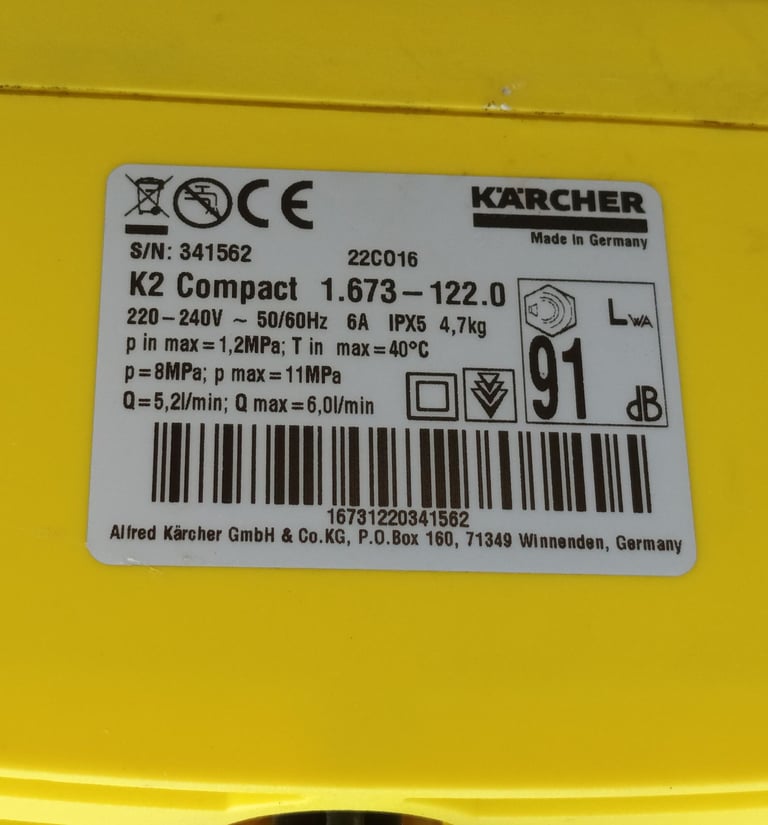 CE
KÄRCHER
Made in Germany
S/N: 341562 22C016
K2 Compact 1.673-122.0
220-240V ~ 50/60Hz 6A IPX5 4,7kg
p in max=1,2MPa; T in max=40°C
p=8MPa; p max=11MPa
Q=5,2l/min; Q max=6,0l/min
LWA
91
dB
16731220341562
Alfred Kärcher GmbH & Co.KG, P.O.Box 160, 71349 Winnenden, Germany